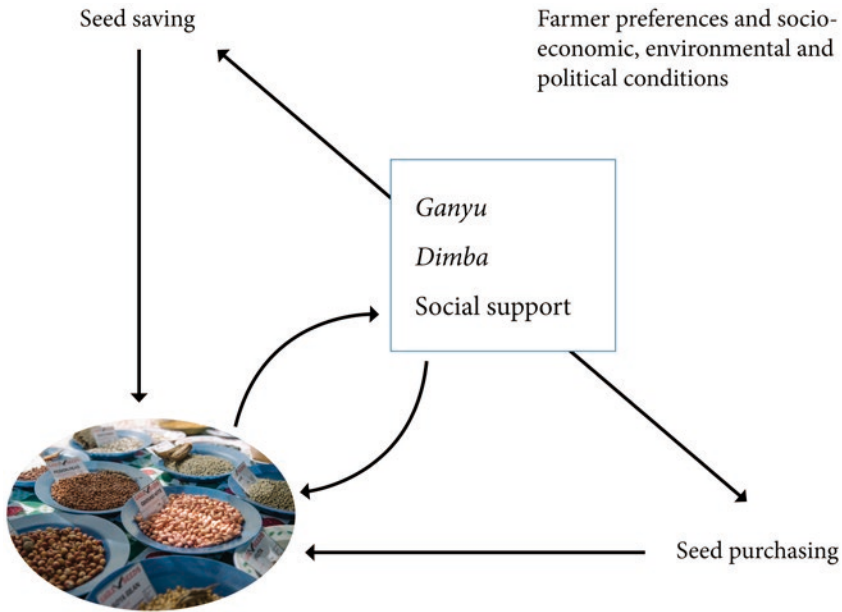 Seed saving
Farmer preferences and socio-
economic, environmental and
political conditions
Ganyu
Dimba
Social support
Seed purchasing